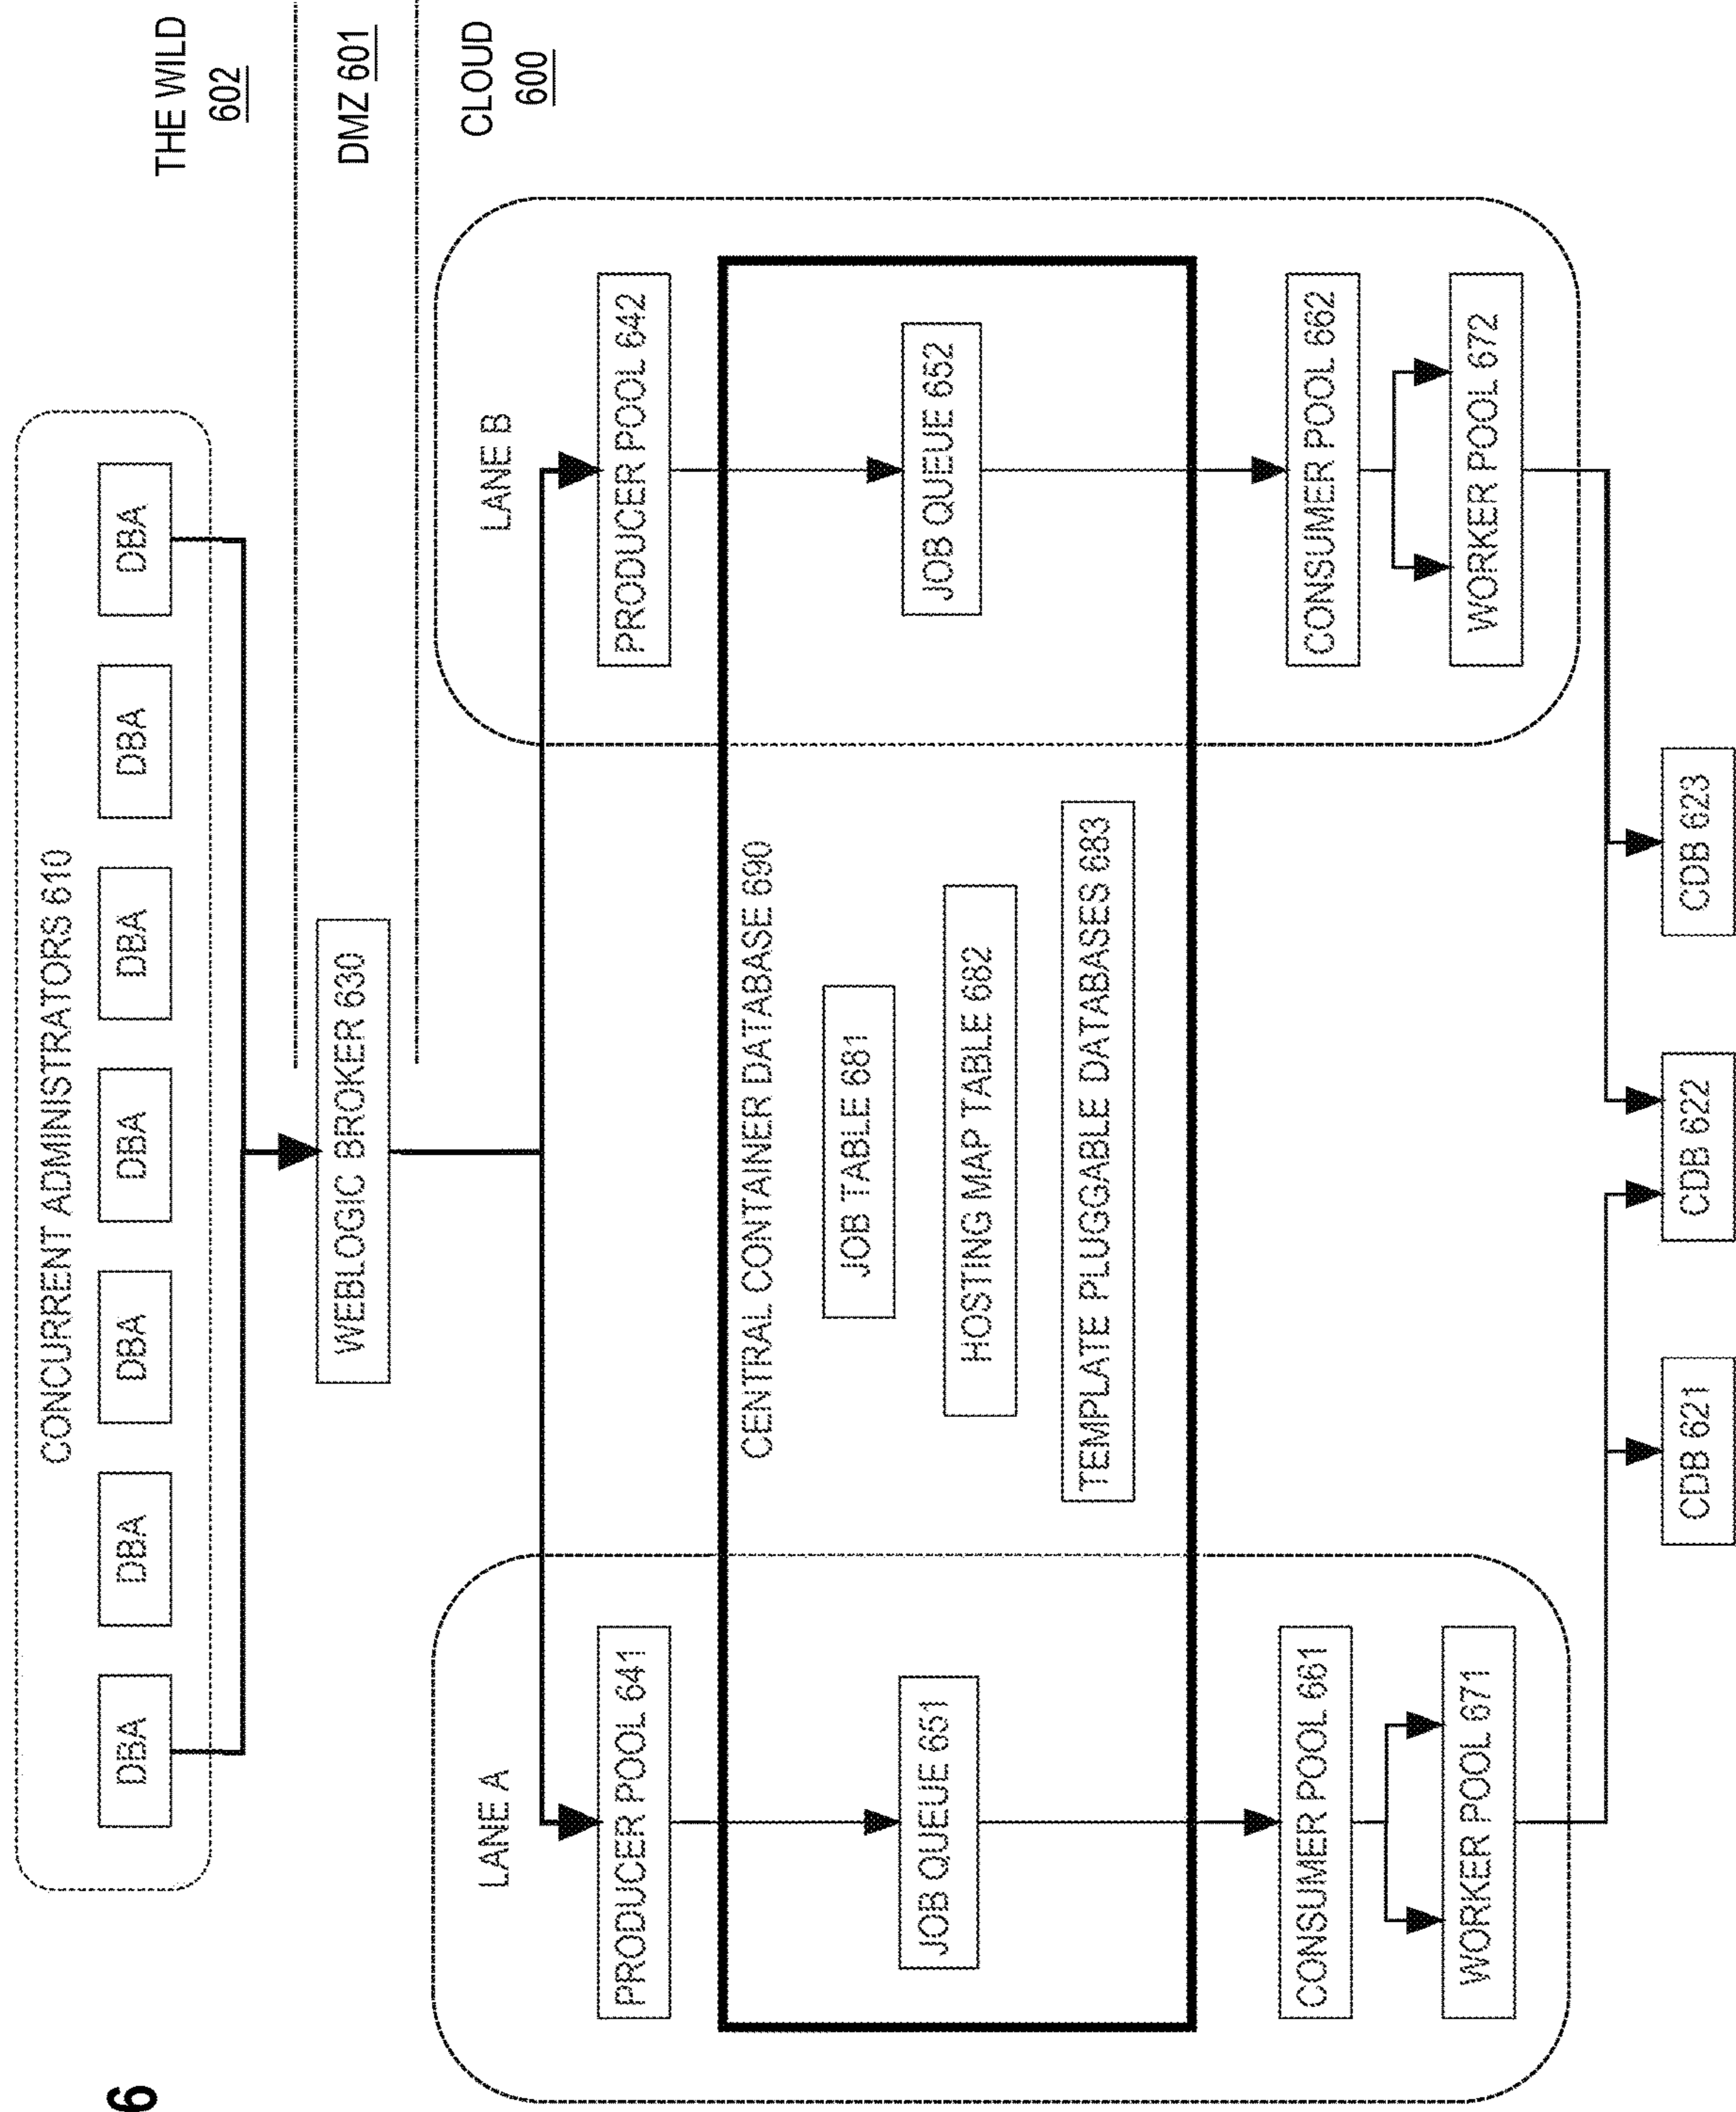 6
THE WILD
602
DMZ 601
CLOUD
600
CONCURRENT ADMINISTRATORS 610
DBA
DBA
DBA
DBA
DBA
DBA
DBA
WEBLOGIC BROKER 630
LANE A
LANE B
PRODUCER POOL 641
PRODUCER POOL 642
CENTRAL CONTAINER DATABASE 690
JOB TABLE 681
JOB QUEUE 651
JOB QUEUE 652
HOSTING MAP TABLE 682
TEMPLATE PLUGGABLE DATABASES 683
CONSUMER POOL 661
CONSUMER POOL 662
WORKER POOL 671
WORKER POOL 672
CDB 621
CDB 622
CDB 623